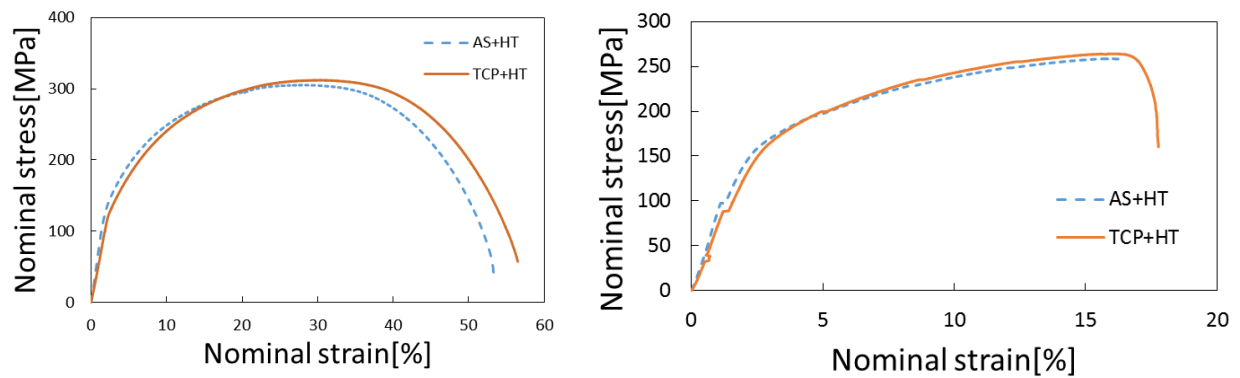 400
300
200
100
0
Nominal stress[MPa]
AS+HT
TCP+HT
0 10 20 30 40 50 60
Nominal strain[%]
300
250
200
150
100
50
0
Nominal stress[MPa]
AS+HT
TCP+HT
0 5 10 15 20
Nominal strain[%]